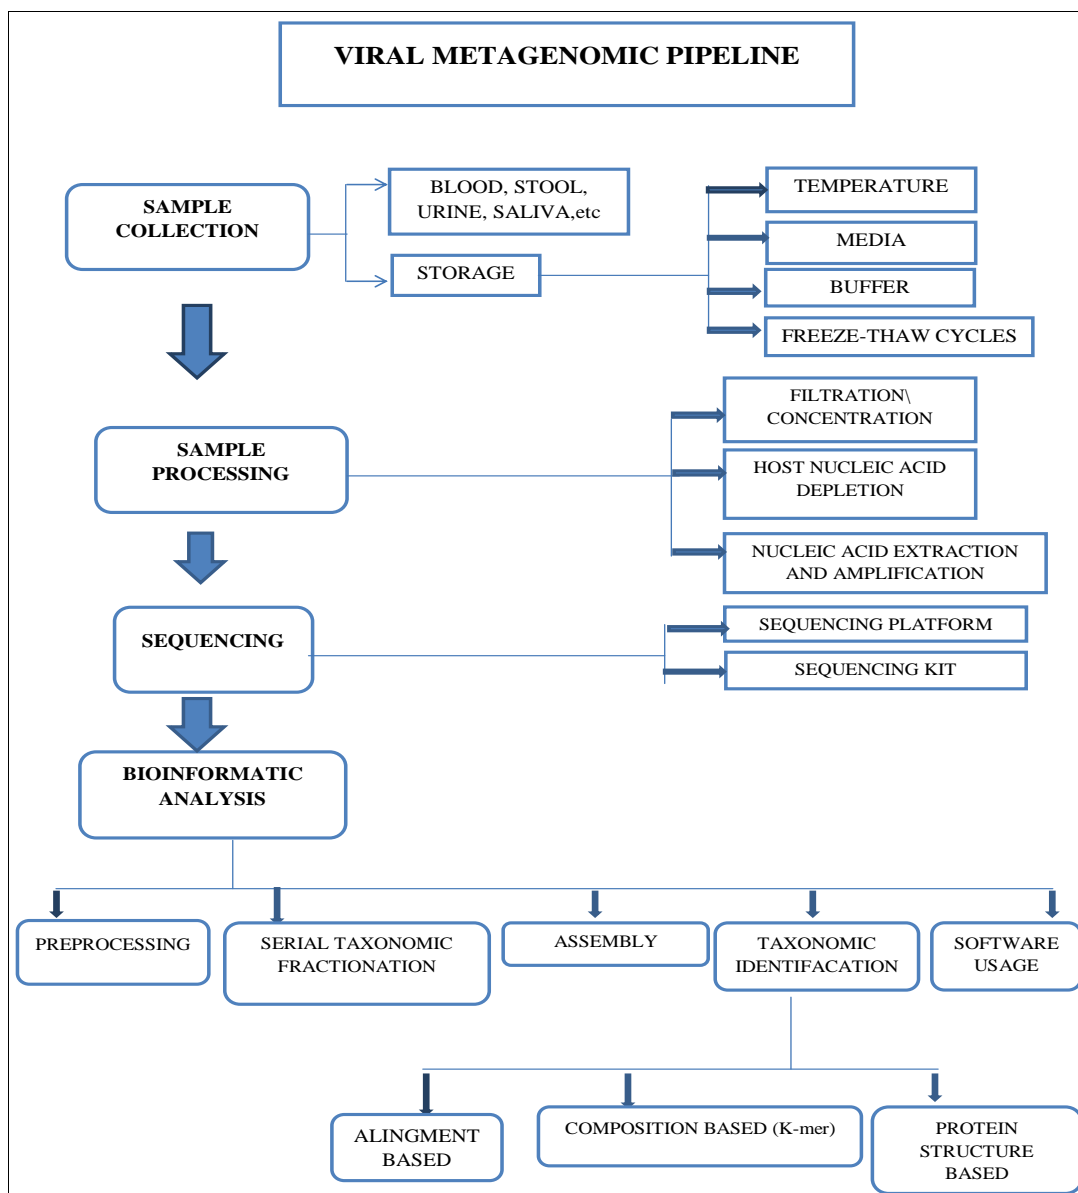 VIRAL METAGENOMIC PIPELINE
SAMPLE
COLLECTION
BLOOD, STOOL,
URINE, SALIVA,etc
STORAGE
TEMPERATURE
MEDIA
BUFFER
FREEZE-THAW CYCLES
SAMPLE
PROCESSING
FILTRATION\
CONCENTRATION
HOST NUCLEIC ACID
DEPLETION
NUCLEIC ACID EXTRACTION
AND AMPLIFICATION
SEQUENCING
SEQUENCING PLATFORM
SEQUENCING KIT
BIOINFORMATIC
ANALYSIS
PREPROCESSING
SERIAL TAXONOMIC
FRACTIONATION
ASSEMBLY
TAXONOMIC
IDENTIFACATION
SOFTWARE
USAGE
ALINGMENT
BASED
COMPOSITION BASED (K-mer)
PROTEIN
STRUCTURE
BASED